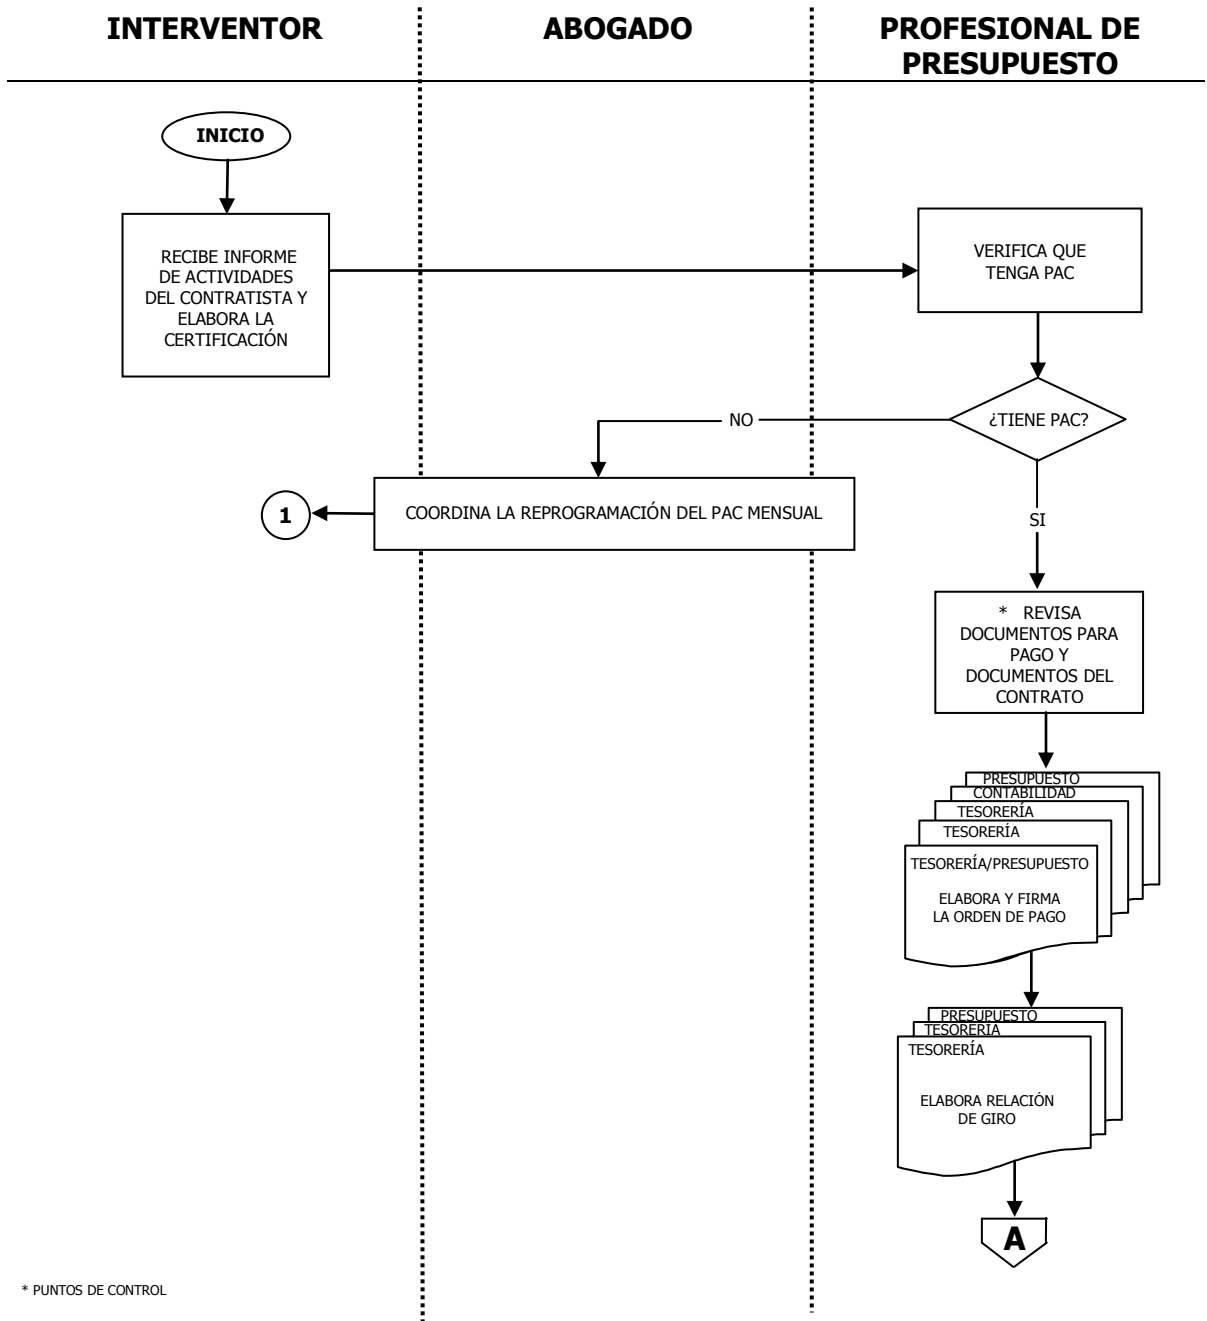 INTERVENTOR
ABOGADO
PROFESIONAL DE
PRESUPUESTO
INICIO
RECIBE INFORME
DE ACTIVIDADES
DEL CONTRATISTA Y
ELABORA LA
CERTIFICACIÓN
VERIFICA QUE
TENGA PAC
¿TIENE PAC?
NO
COORDINA LA REPROGRAMACIÓN DEL PAC MENSUAL
1
SI
* REVISA
DOCUMENTOS PARA
PAGO Y
DOCUMENTOS DEL
CONTRATO
PRESUPUESTO
CONTABILIDAD
TESORERÍA
TESORERÍA
TESORERÍA/PRESUPUESTO
ELABORA Y FIRMA
LA ORDEN DE PAGO
PRESUPUESTO
TESORERÍA
TESORERÍA
ELABORA RELACIÓN
DE GIRO
A
* PUNTOS DE CONTROL